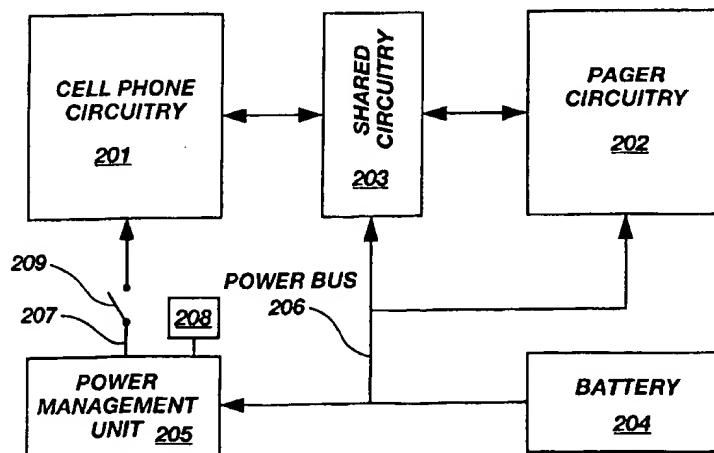 CELL PHONE
CIRCUITRY
201
SHARED
CIRCUITRY
203
PAGER
CIRCUITRY
202
209
207
208
POWER BUS
206
POWER
MANAGEMENT
UNIT 205
BATTERY
204